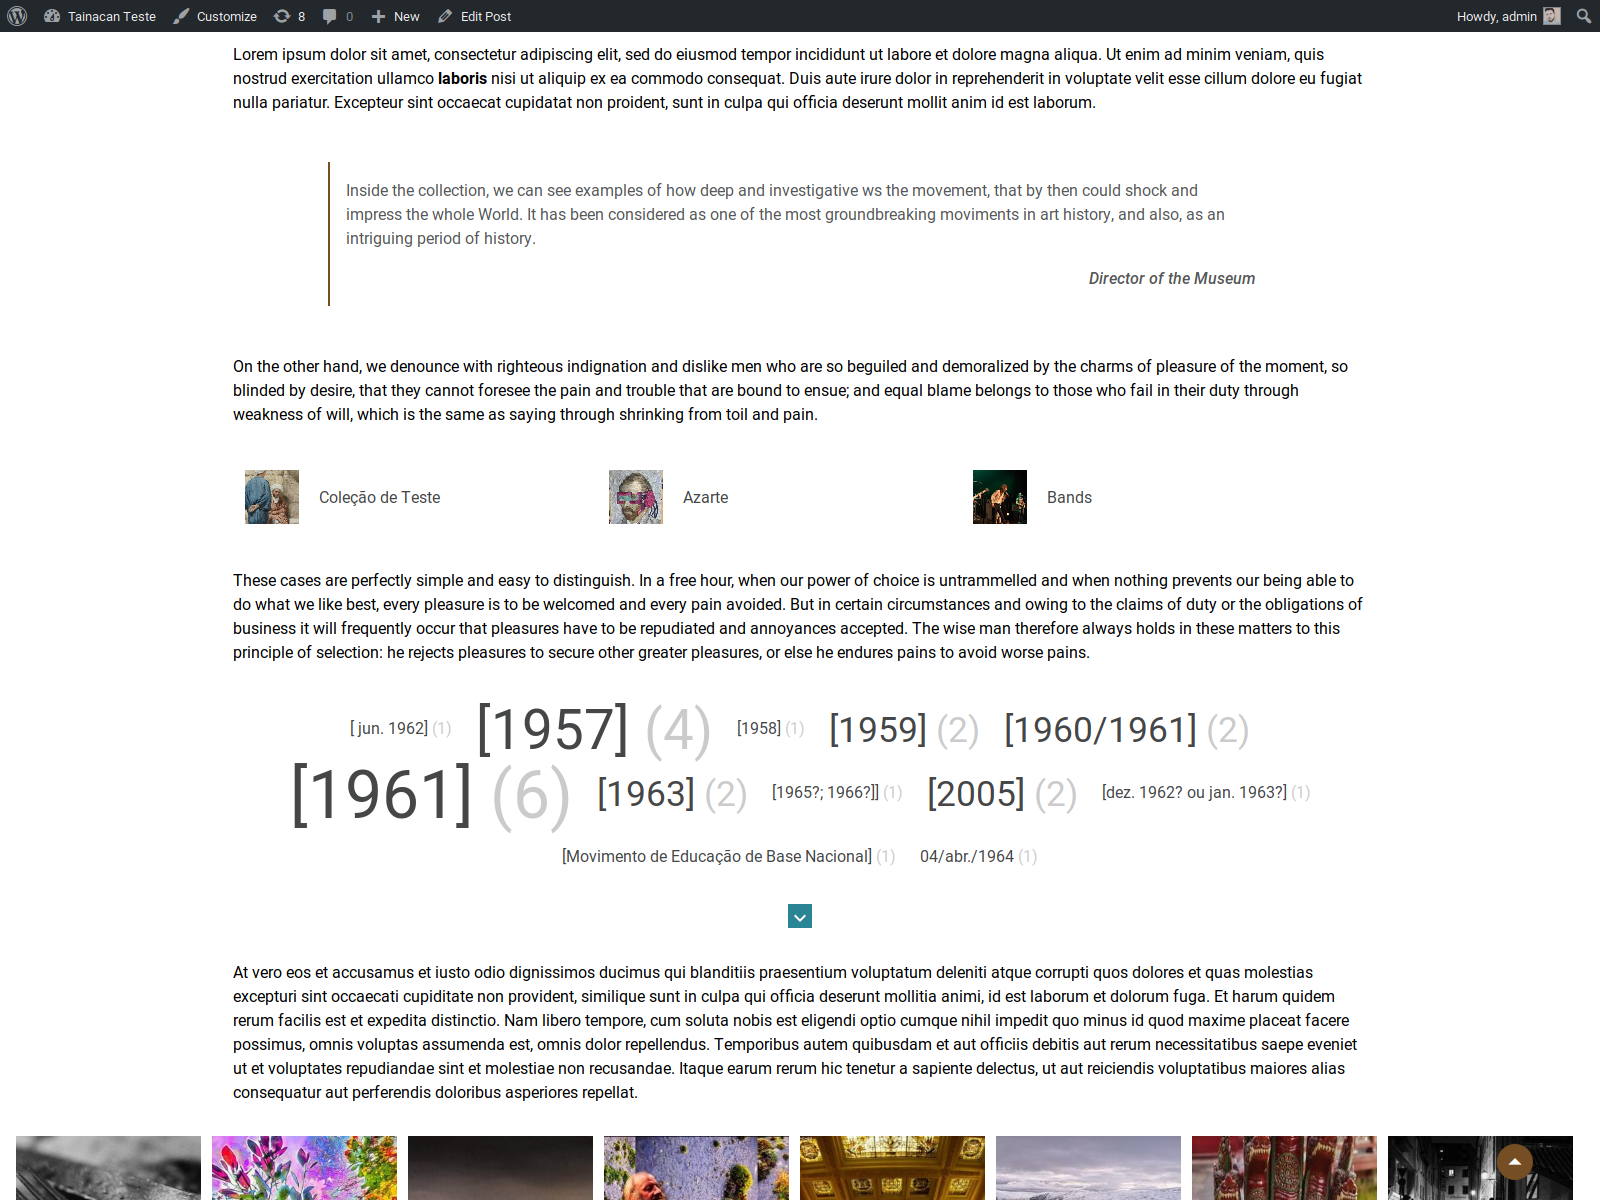 Tainacan Teste Customize 8 0 New Edit Post Howdy, admin
Lorem ipsum dolor sit amet, consectetur adipiscing elit, sed do eiusmod tempor incididunt ut labore et dolore magna aliqua. Ut enim ad minim veniam, quis
nostrud exercitation ullamco laboris nisi ut aliquip ex ea commodo consequat. Duis aute irure dolor in reprehenderit in voluptate velit esse cillum dolore eu fugiat
nulla pariatur. Excepteur sint occaecat cupidatat non proident, sunt in culpa qui officia deserunt mollit anim id est laborum.
Inside the collection, we can see examples of how deep and investigative ws the movement, that by then could shock and
impress the whole World. It has been considered as one of the most groundbreaking moviments in art history, and also, as an
intriguing period of history.
Director of the Museum
On the other hand, we denounce with righteous indignation and dislike men who are so beguiled and demoralized by the charms of pleasure of the moment, so
blinded by desire, that they cannot foresee the pain and trouble that are bound to ensue; and equal blame belongs to those who fail in their duty through
weakness of will, which is the same as saying through shrinking from toil and pain.
Coleção de Teste Azarte Bands
These cases are perfectly simple and easy to distinguish. In a free hour, when our power of choice is untrammelled and when nothing prevents our being able to
do what we like best, every pleasure is to be welcomed and every pain avoided. But in certain circumstances and owing to the claims of duty or the obligations of
business it will frequently occur that pleasures have to be repudiated and annoyances accepted. The wise man therefore always holds in these matters to this
principle of selection: he rejects pleasures to secure other greater pleasures, or else he endures pains to avoid worse pains.
[ jun. 1962] (1) [1957] (4) [1958] (1) [1959] (2) [1960/1961] (2)
[1961] (6) [1963] (2) [1965?; 1966?]] (1) [2005] (2) [dez. 1962? ou jan. 1963?] (1)
[Movimento de Educação de Base Nacional] (1) 04/abr./1964 (1)
At vero eos et accusamus et iusto odio dignissimos ducimus qui blanditiis praesentium voluptatum deleniti atque corrupti quos dolores et quas molestias
excepturi sint occaecati cupiditate non provident, similique sunt in culpa qui officia deserunt mollitia animi, id est laborum et dolorum fuga. Et harum quidem
rerum facilis est et expedita distinctio. Nam libero tempore, cum soluta nobis est eligendi optio cumque nihil impedit quo minus id quod maxime placeat facere
possimus, omnis voluptas assumenda est, omnis dolor repellendus. Temporibus autem quibusdam et aut officiis debitis aut rerum necessitatibus saepe eveniet
ut et voluptates repudiandae sint et molestiae non recusandae. Itaque earum rerum hic tenetur a sapiente delectus, ut aut reiciendis voluptatibus maiores alias
consequatur aut perferendis doloribus asperiores repellat.